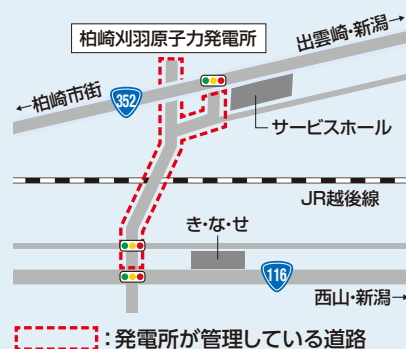 柏崎刈羽原子力発電所
出雲崎・新潟
←柏崎市街
352
サービスホール
JR越後線
き・な・せ
116
西山・新潟→
：発電所が管理している道路